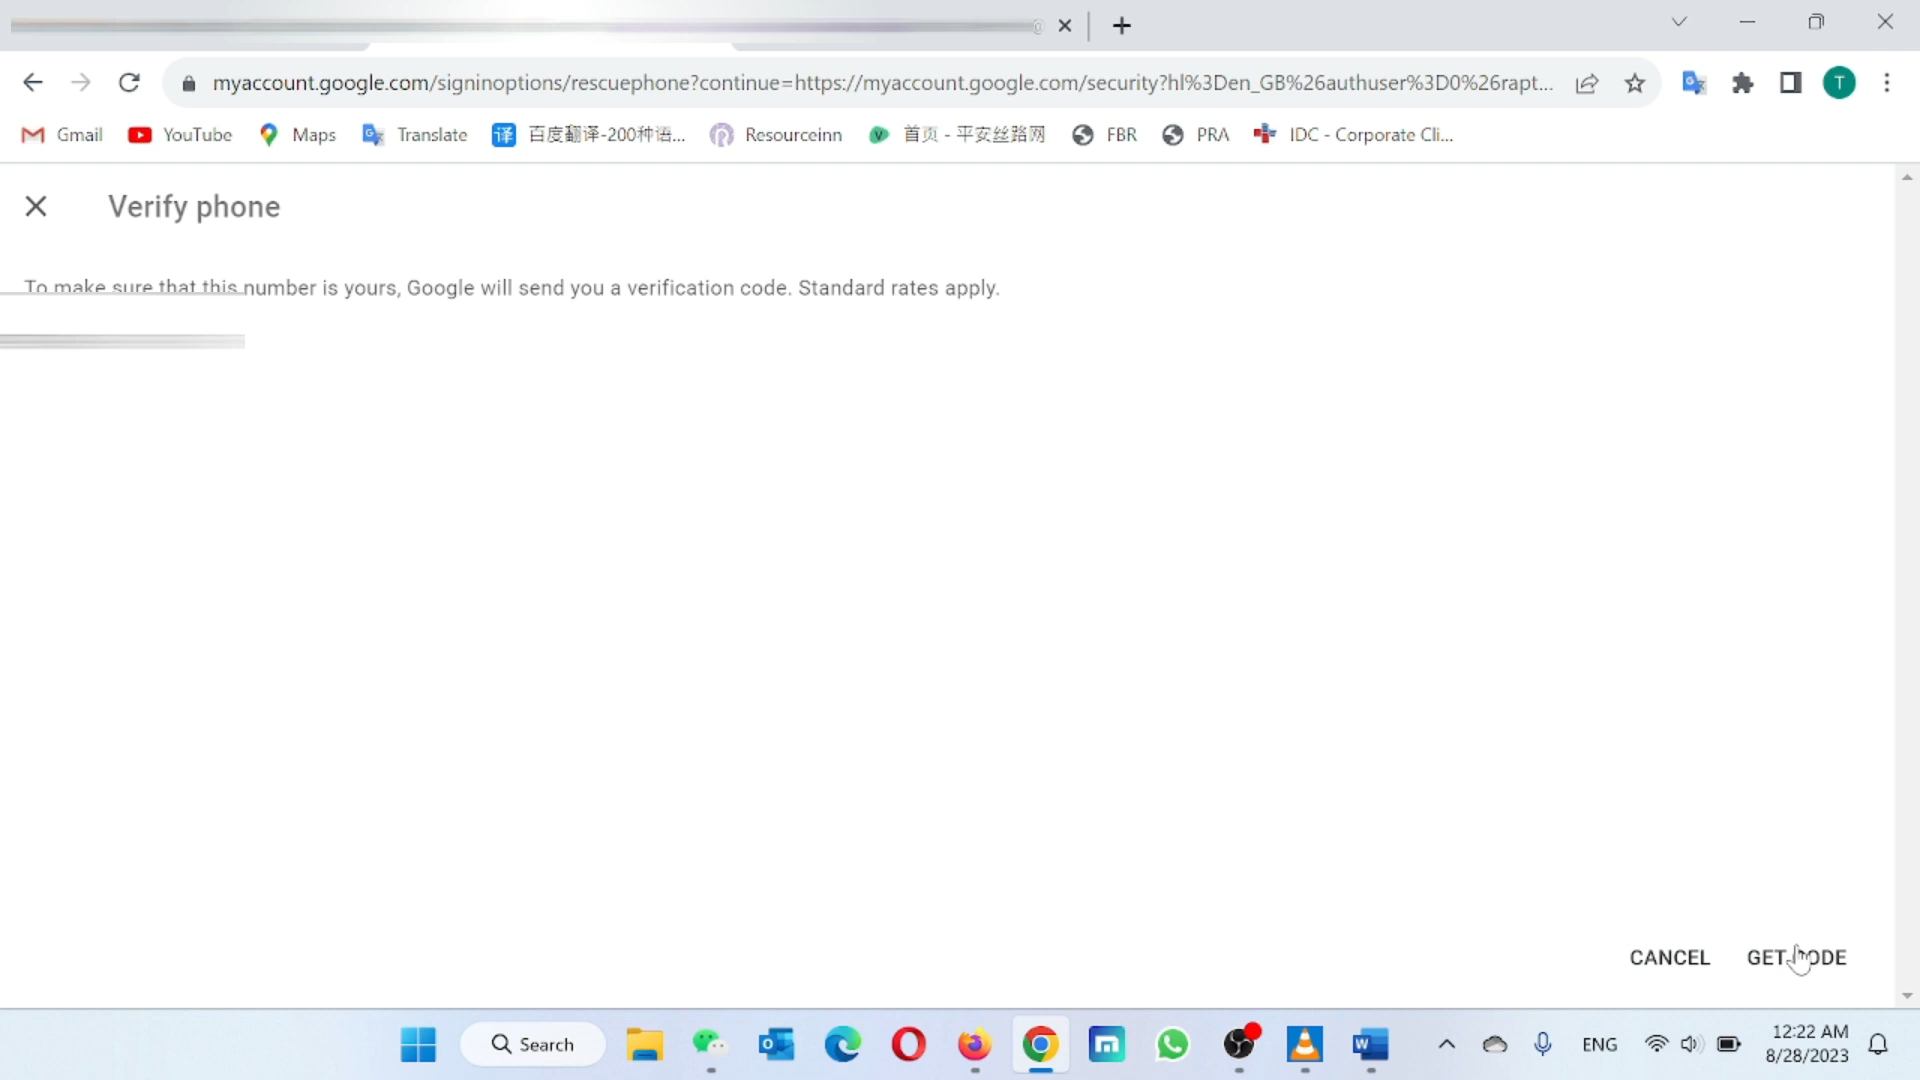 myaccount.google.com/signinoptions/rescuephone?continue=https://myaccount.google.com/security?hl%3Den_GB%26authuser%3D0%26rapt...
T
Gmail YouTube Maps Translate 译 百度翻译-200种语... Resourceinn 首页 - 平安丝路网 FBR PRA IDC - Corporate Cli...
Verify phone
To make sure that this number is yours, Google will send you a verification code. Standard rates apply.
CANCEL GET CODE
Search ENG 12:22 AM
8/28/2023